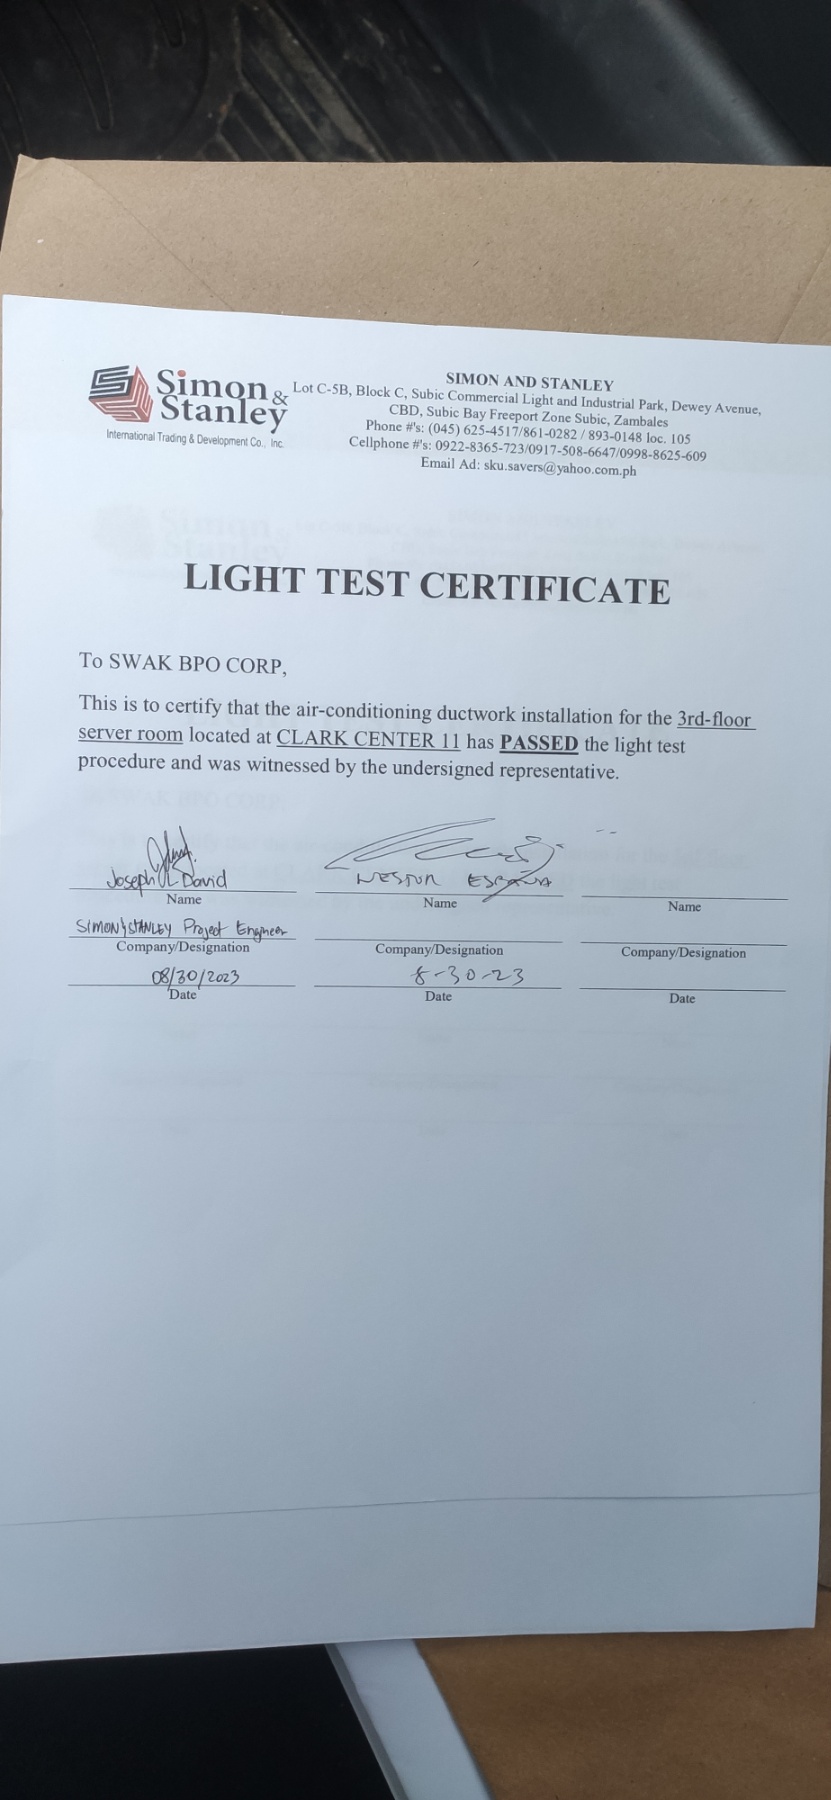 Simon &
Stanley
International Trading & Development Co., Inc.
SIMON AND STANLEY
Lot C-5B, Block C, Subic Commercial Light and Industrial Park, Dewey Avenue,
CBD, Subic Bay Freeport Zone Subic, Zambales
Phone #'s: (045) 625-4517/861-0282 / 893-0148 loc. 105
Cellphone #'s: 0922-8365-723/0917-508-6647/0998-8625-609
Email Ad: sku.savers@yahoo.com.ph
LIGHT TEST CERTIFICATE
To SWAK BPO CORP,
This is to certify that the air-conditioning ductwork installation for the 3rd-floor
server room located at CLARK CENTER 11 has PASSED the light test
procedure and was witnessed by the undersigned representative.
Joseph L. David
Name
SIMON & STANLEY Project Engineer
Company/Designation
08/30/2023
Date
NESTOR ESPAÑA
Name
Company/Designation
8-30-23
Date
Name
Company/Designation
Date